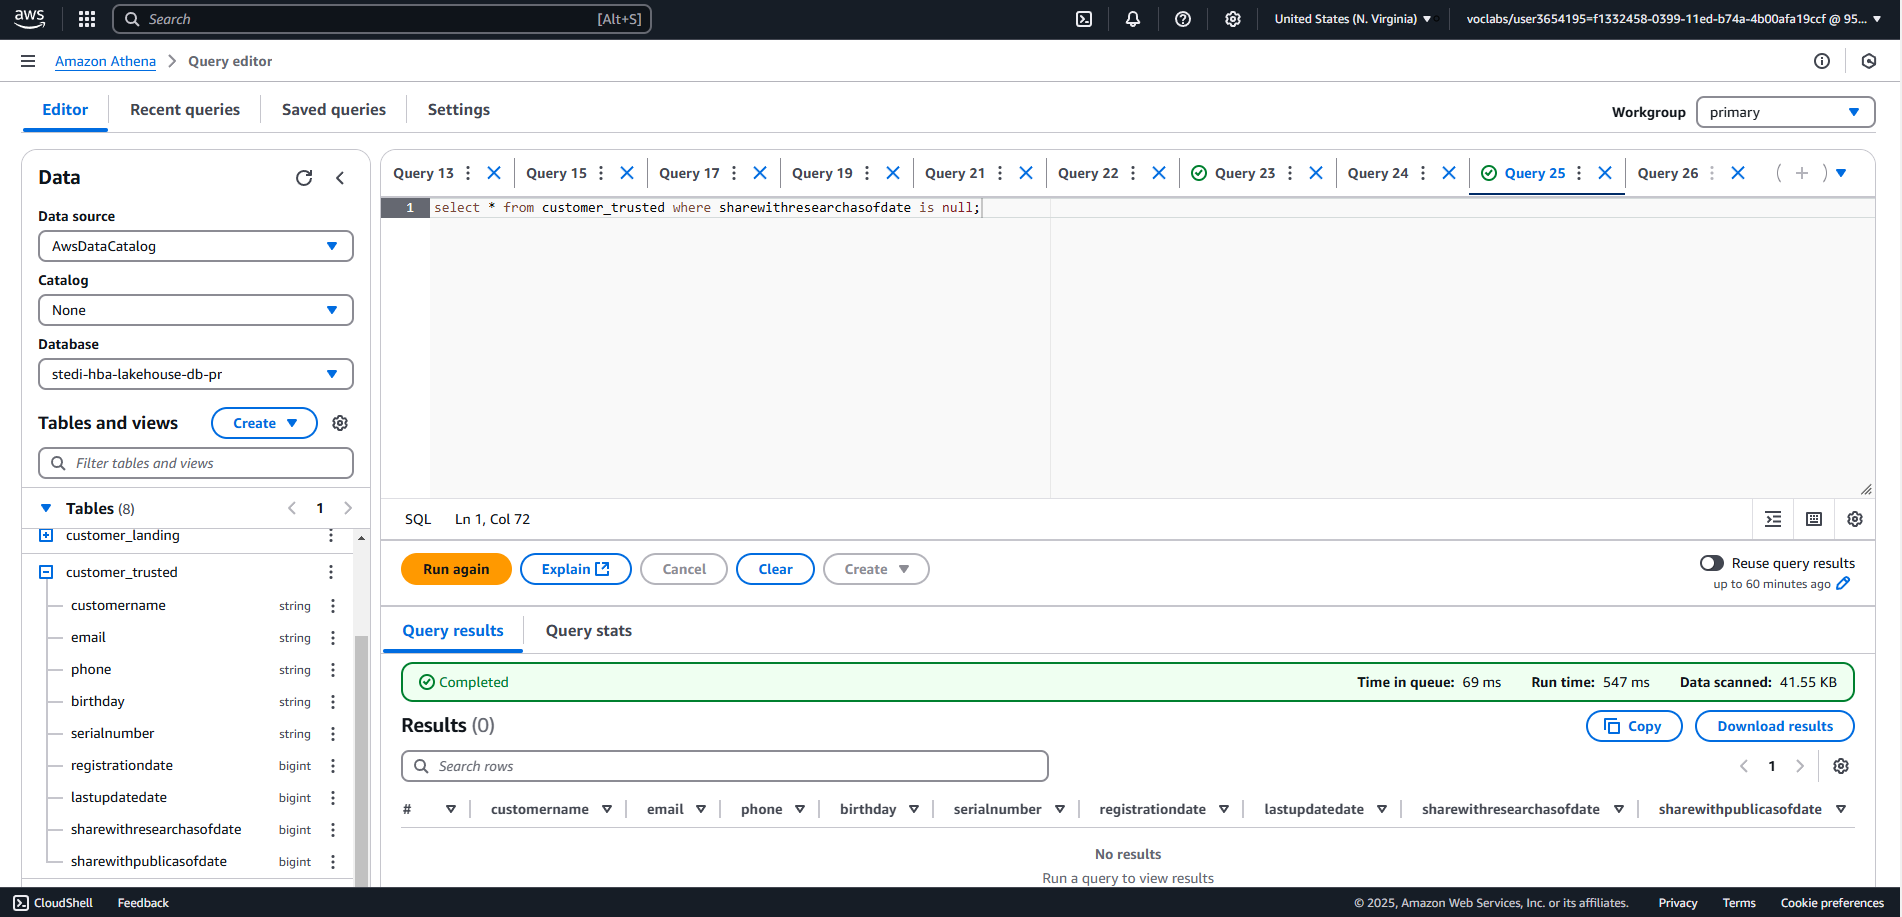 aws
Search [Alt+S]
United States (N. Virginia)
voclabs/user3654195=f1332458-0399-11ed-b74a-4b00afa19ccf @ 95...
Amazon Athena > Query editor
Editor
Recent queries
Saved queries
Settings
Workgroup
primary
Data
Data source
AwsDataCatalog
Catalog
None
Database
stedi-hba-lakehouse-db-pr
Tables and views
Create
Filter tables and views
Tables (8)
< 1 >
customer_landing
customer_trusted
customername string
email string
phone string
birthday string
serialnumber string
registrationdate bigint
lastupdatedate bigint
sharewithresearchasofdate bigint
sharewithpublicasofdate bigint
Query 13
Query 15
Query 17
Query 19
Query 21
Query 22
Query 23
Query 24
Query 25
Query 26
1 select * from customer_trusted where sharewithresearchasofdate is null;
SQL Ln 1, Col 72
Run again
Explain
Cancel
Clear
Create
Reuse query results
up to 60 minutes ago
Query results
Query stats
Completed
Time in queue: 69 ms
Run time: 547 ms
Data scanned: 41.55 KB
Results (0)
Copy
Download results
Search rows
< 1 >
# customername email phone birthday serialnumber registrationdate lastupdatedate sharewithresearchasofdate sharewithpublicasofdate
No results
Run a query to view results
CloudShell
Feedback
© 2025, Amazon Web Services, Inc. or its affiliates.
Privacy
Terms
Cookie preferences